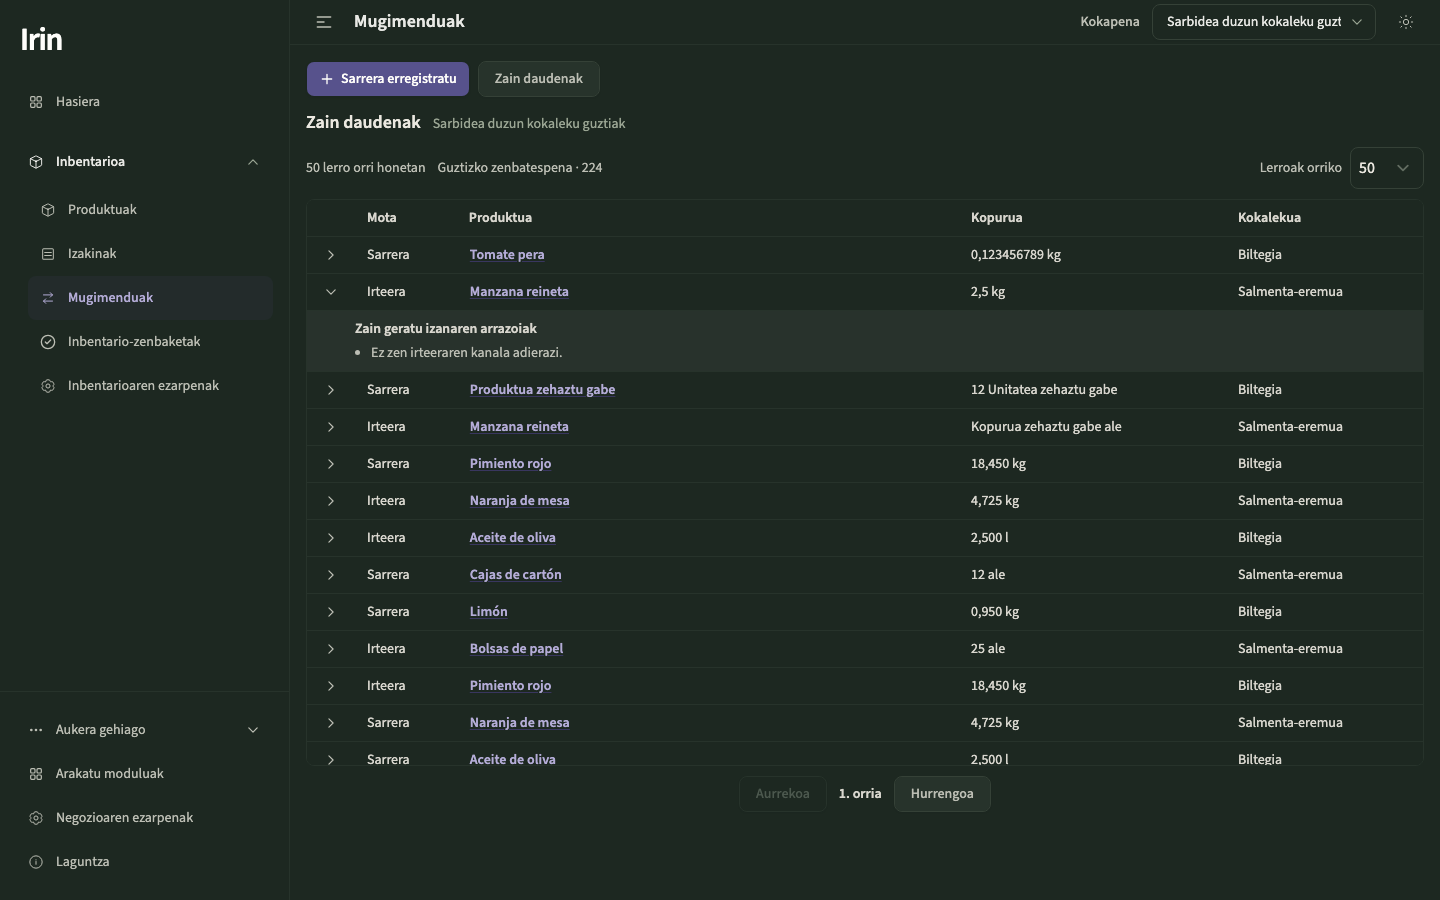 Irin
Hasiera
Inbentarioa
Produktuak
Izakinak
Mugimenduak
Inbentario-zenbaketak
Inbentarioaren ezarpenak
Aukera gehiago
Arakatu moduluak
Negozioaren ezarpenak
Laguntza
Mugimenduak
Kokapena Sarbidea duzun kokaleku guzt
Sarrera erregistratu Zain daudenak
Zain daudenak Sarbidea duzun kokaleku guztiak
50 lerro orri honetan Guztizko zenbatespena · 224 Lerroak orriko 50
Mota Produktua Kopurua Kokalekua
Sarrera Tomate pera 0,123456789 kg Biltegia
Irteera Manzana reineta 2,5 kg Salmenta-eremua
Zain geratu izanaren arrazoiak
• Ez zen irteeraren kanala adierazi.
Sarrera Produktua zehaztu gabe 12 Unitatea zehaztu gabe Biltegia
Irteera Manzana reineta Kopurua zehaztu gabe ale Salmenta-eremua
Sarrera Pimiento rojo 18,450 kg Biltegia
Irteera Naranja de mesa 4,725 kg Salmenta-eremua
Irteera Aceite de oliva 2,500 l Biltegia
Sarrera Cajas de cartón 12 ale Salmenta-eremua
Sarrera Limón 0,950 kg Biltegia
Irteera Bolsas de papel 25 ale Salmenta-eremua
Irteera Pimiento rojo 18,450 kg Biltegia
Sarrera Naranja de mesa 4,725 kg Salmenta-eremua
Sarrera Aceite de oliva 2,500 l Biltegia
Aurrekoa 1. orria Hurrengoa